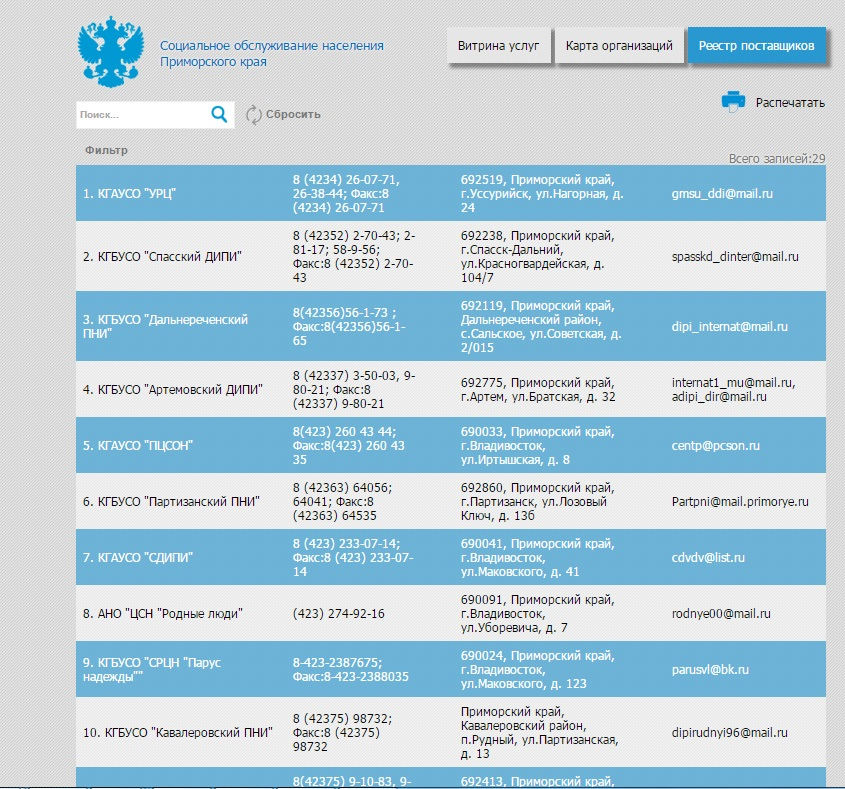 Социальное обслуживание населения
Приморского края
Витрина услуг
Карта организаций
Реестр поставщиков
Поиск...
Сбросить
Распечатать
Фильтр
Всего записей:29
1. КГАУСО "УРЦ"
8 (4234) 26-07-71,
26-38-44; Факс:8
(4234) 26-07-71
692519, Приморский край,
г.Уссурийск, ул.Нагорная, д.
24
gmsu_ddi@mail.ru
2. КГБУСО "Спасский ДИПИ"
8 (42352) 2-70-43; 2-
81-17; 58-9-56;
Факс:8 (42352) 2-70-
43
692238, Приморский край,
г.Спасск-Дальний,
ул.Красногвардейская, д.
104/7
spasskd_dinter@mail.ru
3. КГБУСО "Дальнереченский
ПНИ"
8(42356)56-1-73 ;
Факс:8(42356)56-1-
65
692119, Приморский край,
Дальнереченский район,
с.Сальское, ул.Советская, д.
2/015
dipi_internat@mail.ru
4. КГБУСО "Артемовский ДИПИ"
8 (42337) 3-50-03, 9-
80-21; Факс:8
(42337) 9-80-21
692775, Приморский край,
г.Артем, ул.Братская, д. 32
internat1_mu@mail.ru,
adipi_dir@mail.ru
5. КГАУСО "ПЦСОН"
8(423) 260 43 44;
Факс:8(423) 260 43
35
690033, Приморский край,
г.Владивосток,
ул.Иртышская, д. 8
centp@pcson.ru
6. КГБУСО "Партизанский ПНИ"
8 (42363) 64056;
64041; Факс:8
(42363) 64535
692860, Приморский край,
г.Партизанск, ул.Лозовый
Ключ, д. 13б
Partpni@mail.primorye.ru
7. КГАУСО "СДИПИ"
8 (423) 233-07-14;
Факс:8 (423) 233-07-
14
690041, Приморский край,
г.Владивосток,
ул.Маковского, д. 41
cdvdv@list.ru
8. АНО "ЦСН "Родные люди"
(423) 274-92-16
690091, Приморский край,
г.Владивосток,
ул.Уборевича, д. 7
rodnye00@mail.ru
9. КГБУСО "СРЦН "Парус
надежды""
8-423-2387675;
Факс:8-423-2388035
690024, Приморский край,
г.Владивосток,
ул.Маковского, д. 123
parusvl@bk.ru
10. КГБУСО "Кавалеровский ПНИ"
8 (42375) 98732;
Факс:8 (42375)
98732
Приморский край,
Кавалеровский район,
п.Рудный, ул.Партизанская,
д. 13
dipirudnyi96@mail.ru
8(42375) 9-10-83, 9-
692413, Приморский край,